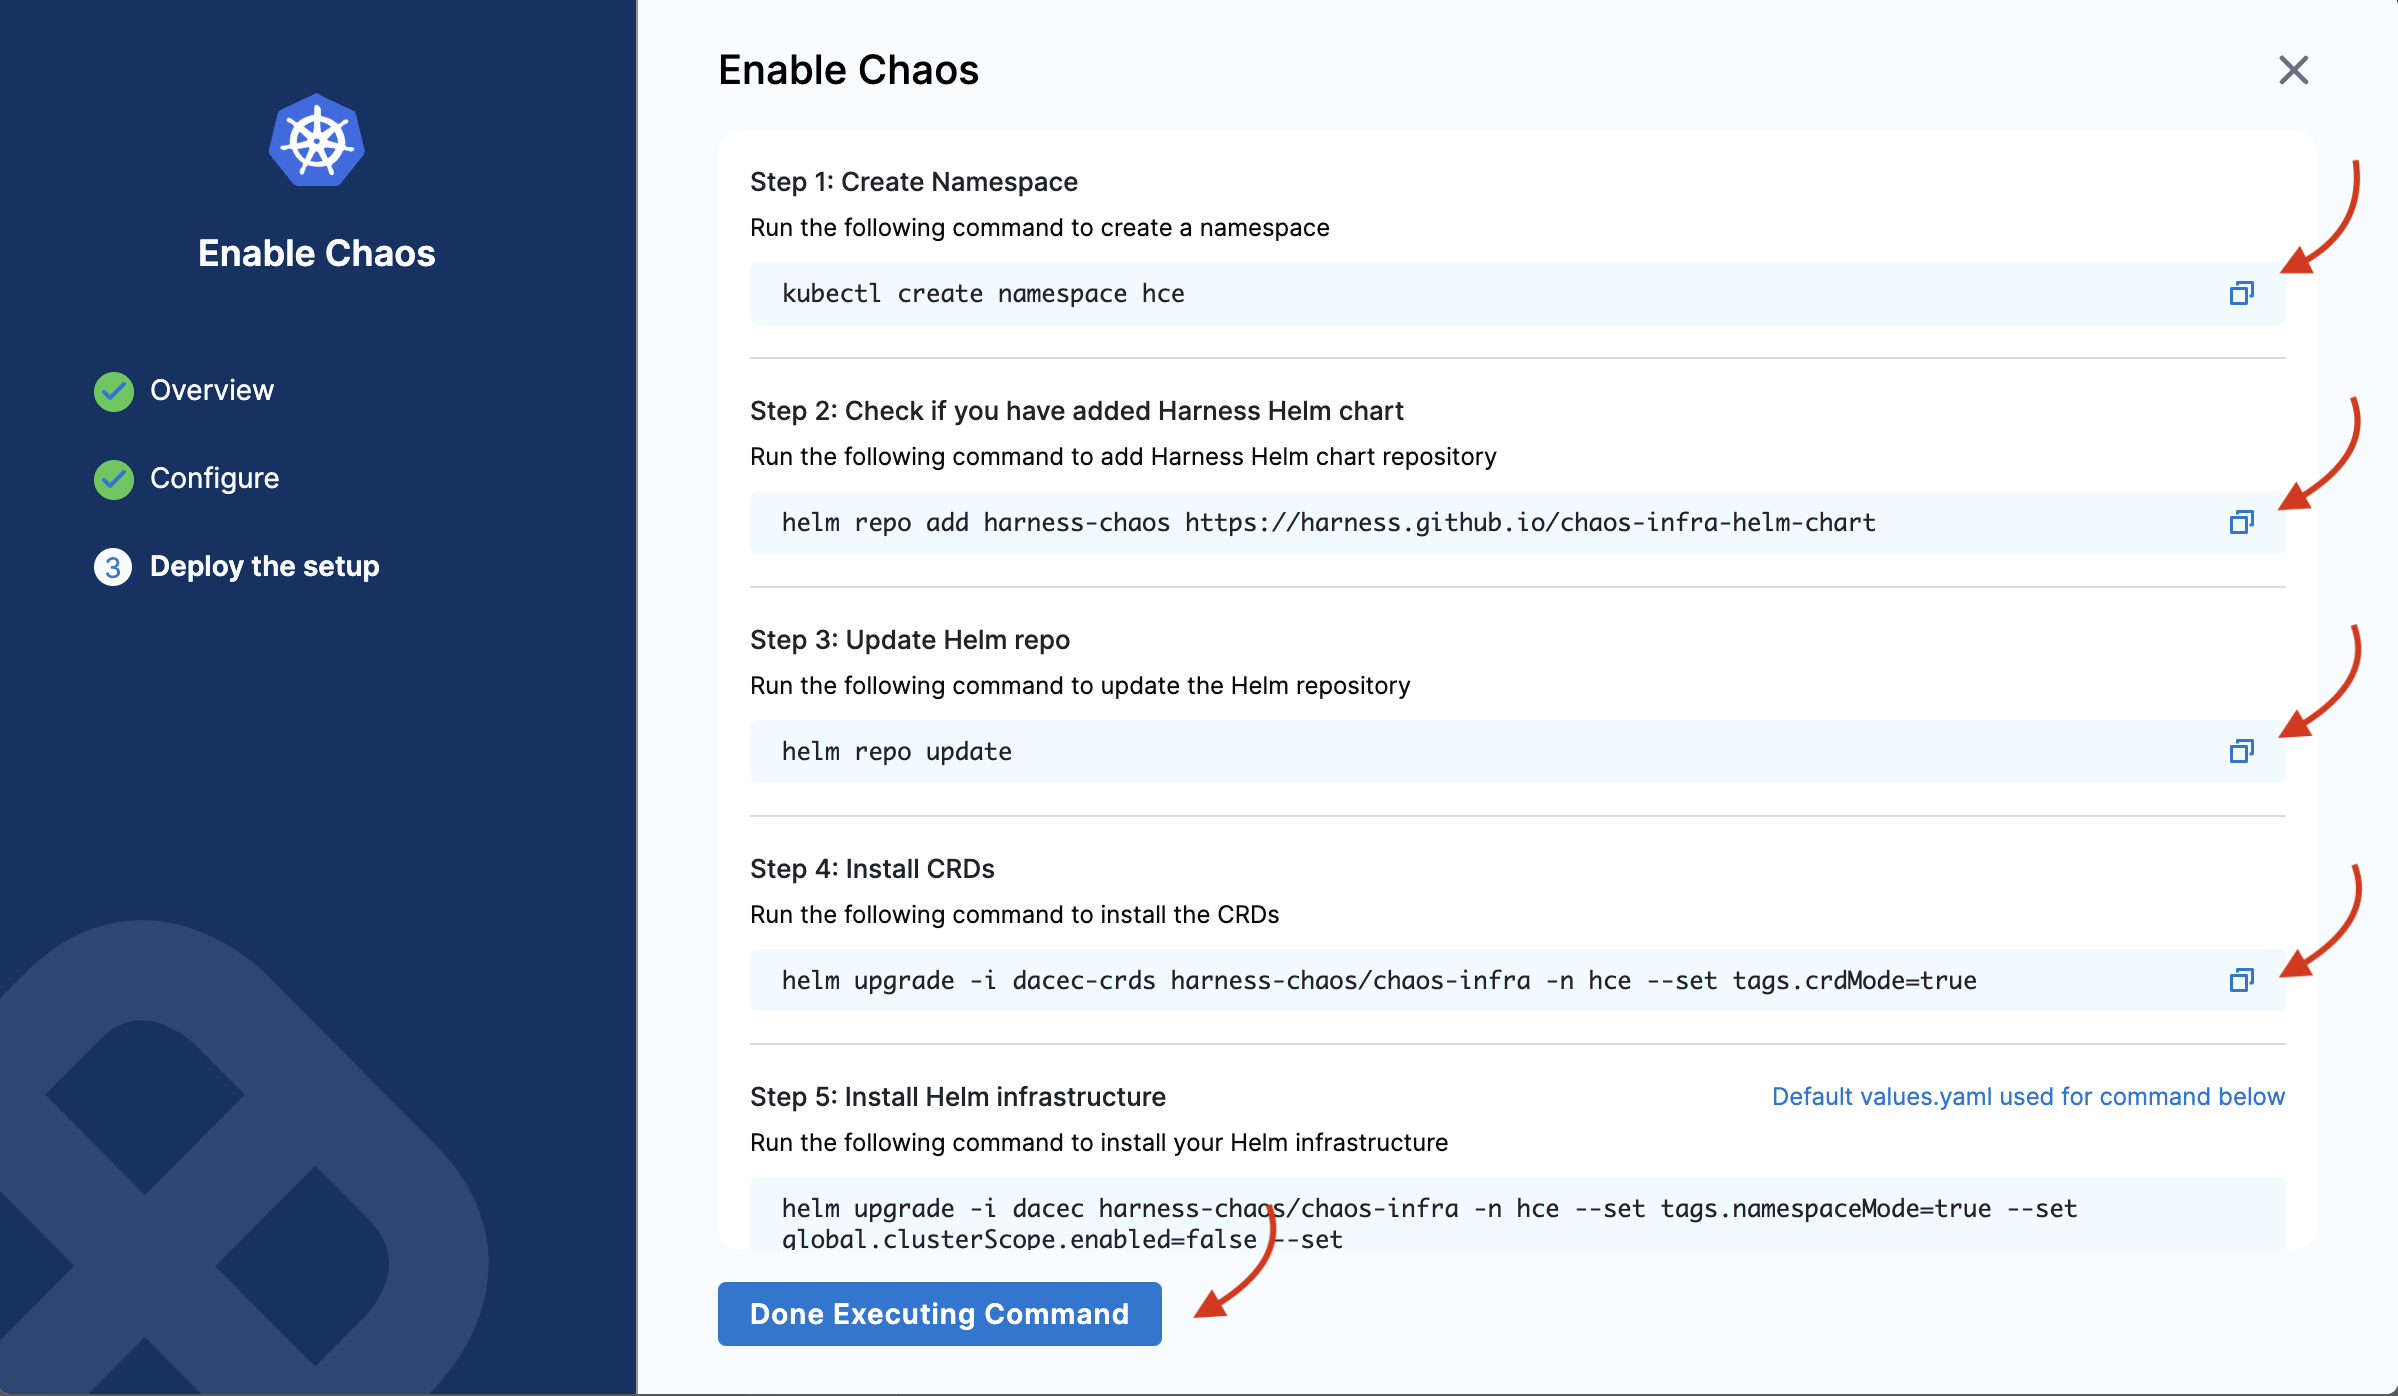 Enable Chaos
Overview
Configure
3 Deploy the setup
Enable Chaos
Step 1: Create Namespace
Run the following command to create a namespace
kubectl create namespace hce
Step 2: Check if you have added Harness Helm chart
Run the following command to add Harness Helm chart repository
helm repo add harness-chaos https://harness.github.io/chaos-infra-helm-chart
Step 3: Update Helm repo
Run the following command to update the Helm repository
helm repo update
Step 4: Install CRDs
Run the following command to install the CRDs
helm upgrade -i dacec-crds harness-chaos/chaos-infra -n hce --set tags.crdMode=true
Step 5: Install Helm infrastructure
Default values.yaml used for command below
Run the following command to install your Helm infrastructure
helm upgrade -i dacec harness-chaos/chaos-infra -n hce --set tags.namespaceMode=true --set
global.clusterScope.enabled=false --set
Done Executing Command